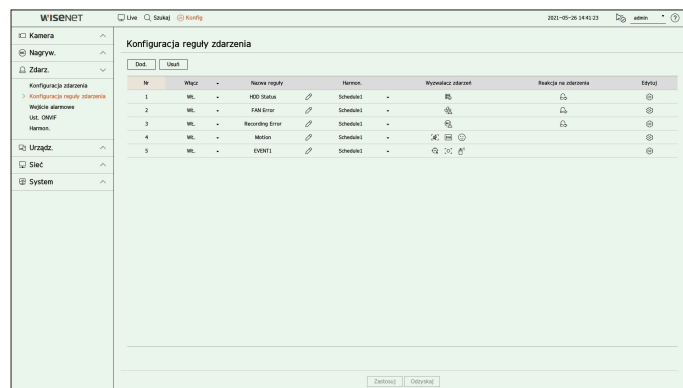 WISENET
Live Szukaj Konfig 2021-05-26 14:41:23 admin ?
Kamera
Nagryw.
Zdarz.
Konfiguracja zdarzenia
> Konfiguracja reguły zdarzenia
Wejście alarmowe
Ust. ONVIF
Harmon.
Urządz.
Sieć
System
Konfiguracja reguły zdarzenia
Dod. Usuń
Nr Włącz Nazwa reguły Harmon. Wyzwalacz zdarzeń Reakcja na zdarzenia Edytuj
1 Wł. HDD Status Schedule1
2 Wł. FAN Error Schedule1
3 Wł. Recording Error Schedule1
4 Wł. Motion Schedule1
5 Wł. EVENT1 Schedule1
Zastosuj Odzyskaj